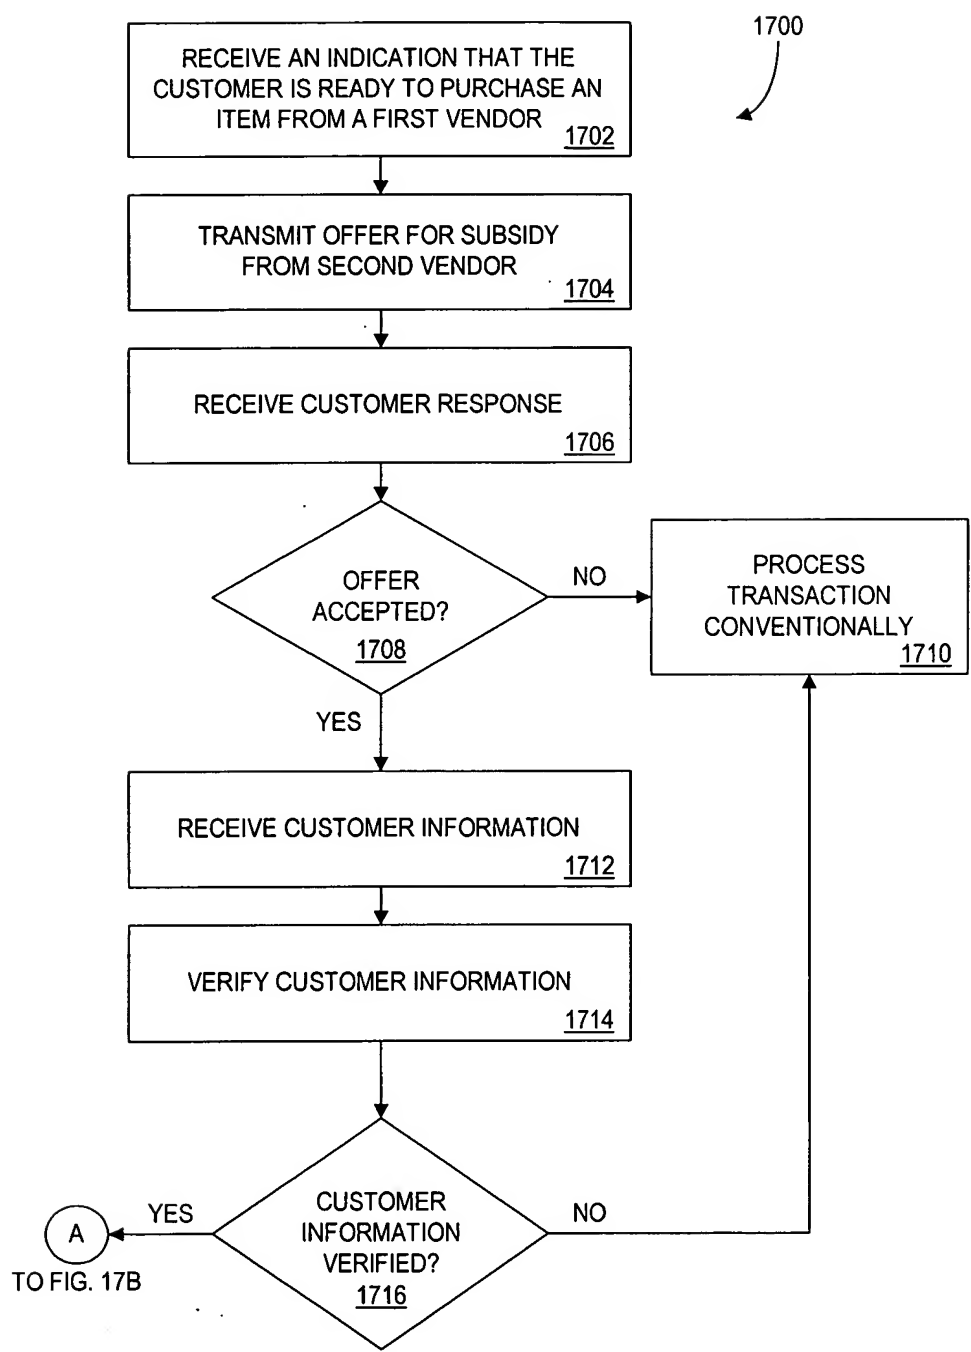 1700
RECEIVE AN INDICATION THAT THE
CUSTOMER IS READY TO PURCHASE AN
ITEM FROM A FIRST VENDOR
1702
TRANSMIT OFFER FOR SUBSIDY
FROM SECOND VENDOR
1704
RECEIVE CUSTOMER RESPONSE
1706
OFFER
ACCEPTED?
1708
NO
PROCESS
TRANSACTION
CONVENTIONALLY
1710
YES
RECEIVE CUSTOMER INFORMATION
1712
VERIFY CUSTOMER INFORMATION
1714
CUSTOMER
INFORMATION
VERIFIED?
1716
NO
YES
A
TO FIG. 17B